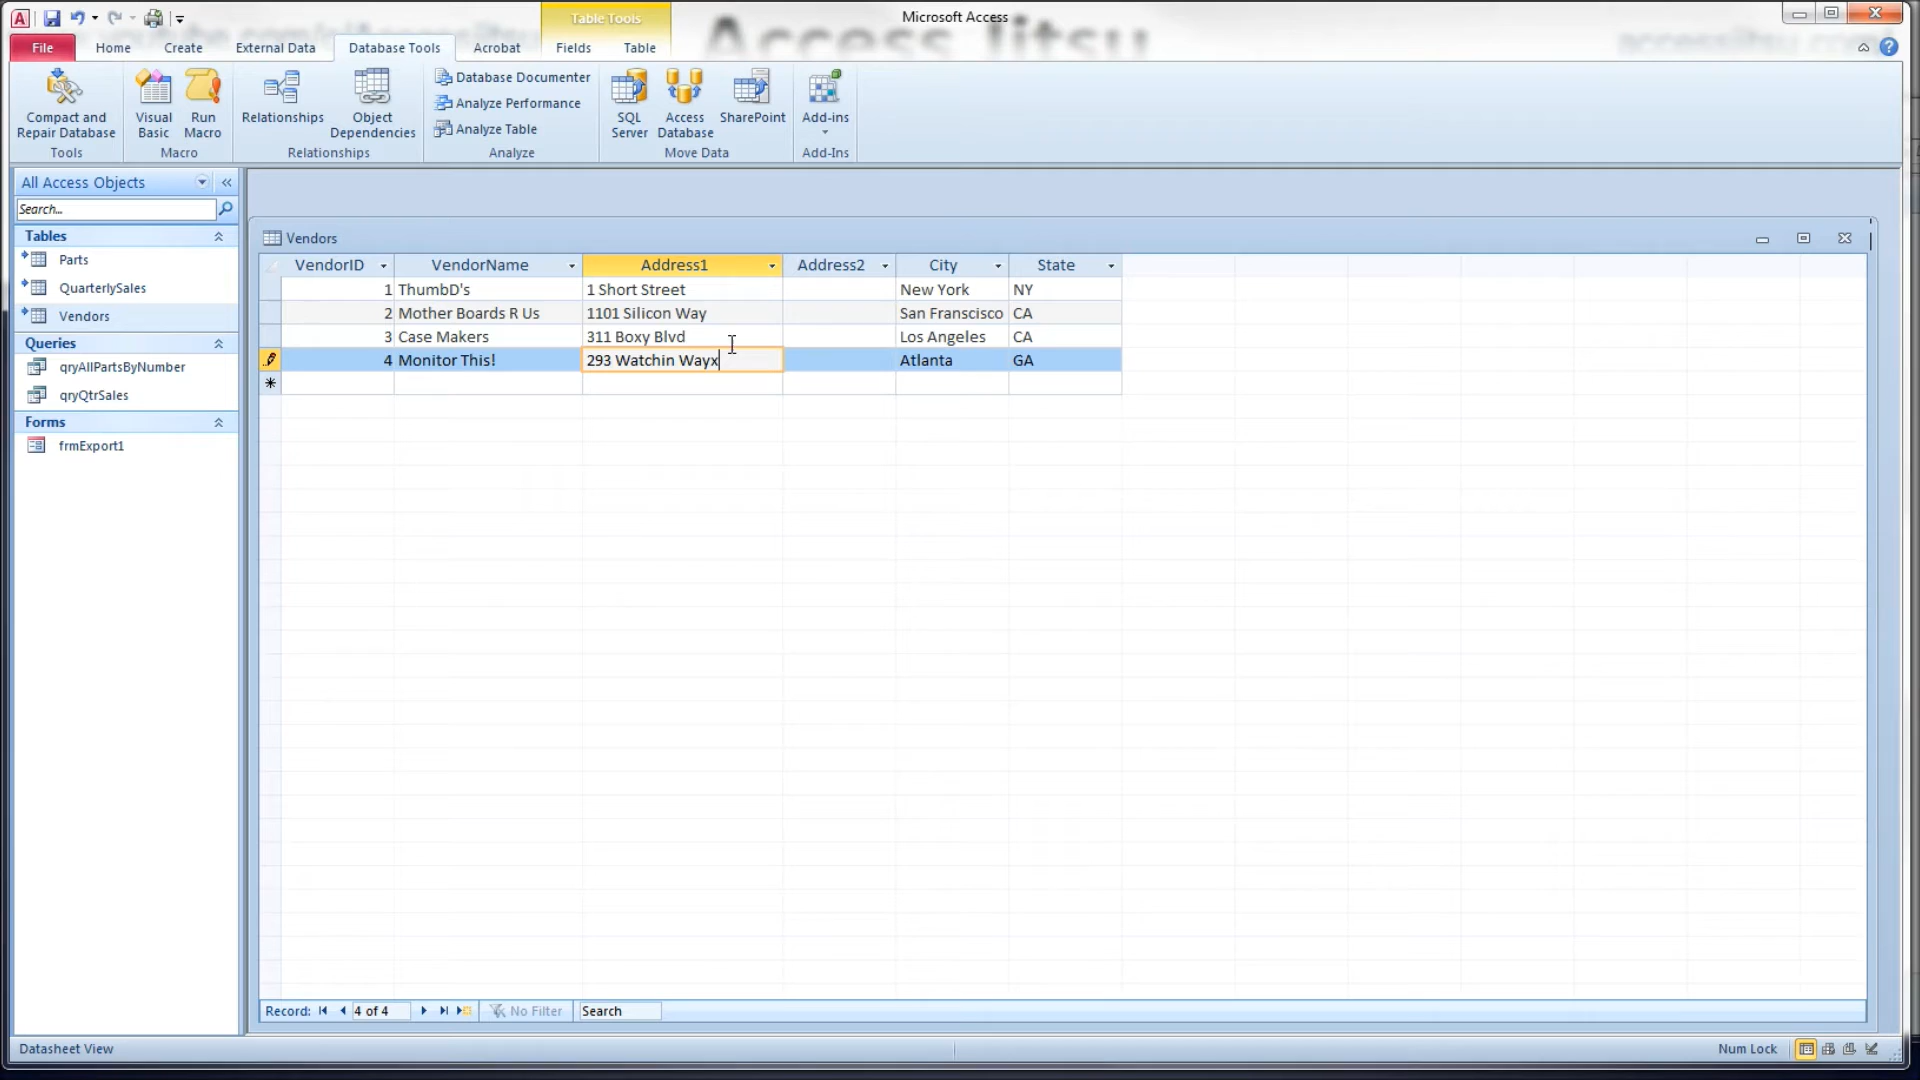 Table Tools
Microsoft Access
File Home Create External Data Database Tools Acrobat Fields Table
Access Jitsu
Compact and Repair Database
Visual Basic
Run Macro
Relationships
Object Dependencies
Database Documenter
Analyze Performance
Analyze Table
SQL Server
Access Database
SharePoint
Add-ins
Tools Macro Relationships Analyze Move Data Add-Ins
All Access Objects
Search...
Tables
Parts
QuarterlySales
Vendors
Queries
qryAllPartsByNumber
qryQtrSales
Forms
frmExport1
Vendors
VendorID VendorName Address1 Address2 City State
1 ThumbD's 1 Short Street New York NY
2 Mother Boards R Us 1101 Silicon Way San Franscisco CA
3 Case Makers 311 Boxy Blvd Los Angeles CA
4 Monitor This! 293 Watchin Wayx Atlanta GA
Record: 4 of 4 No Filter Search
Datasheet View Num Lock